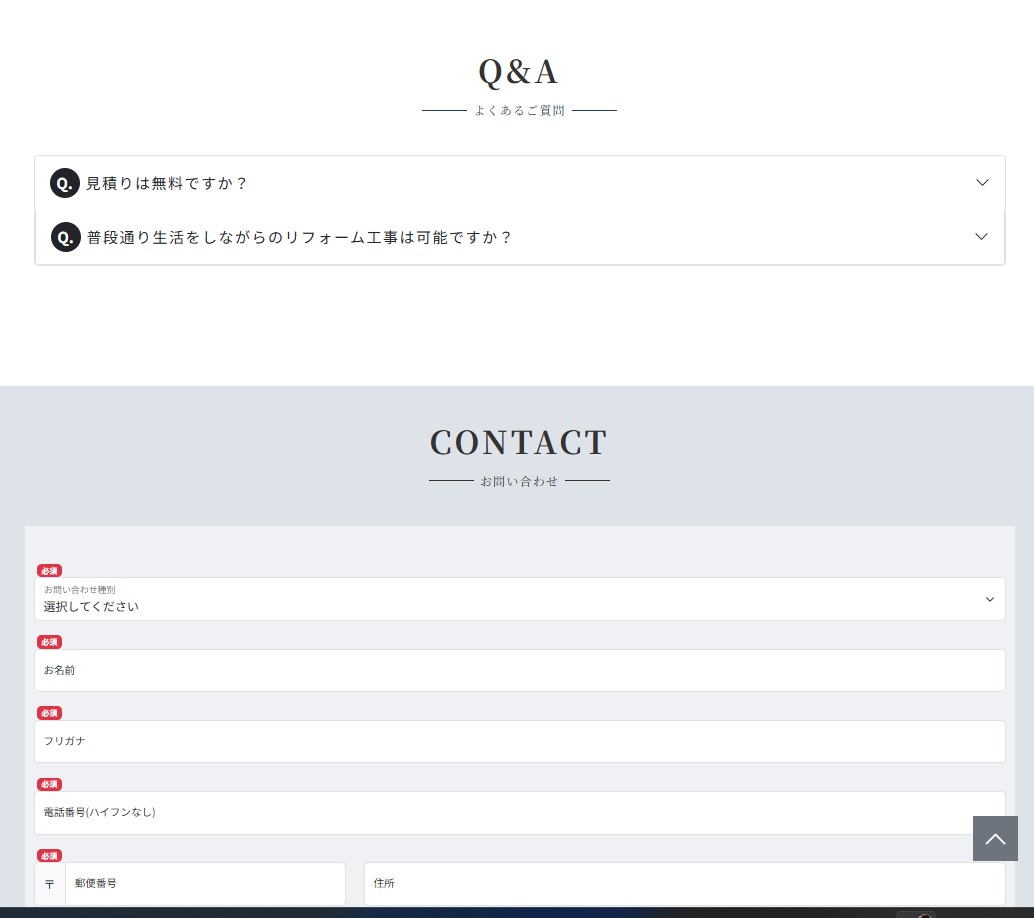 Q&A
よくあるご質問
Q. 見積りは無料ですか？
Q. 普段通り生活をしながらのリフォーム工事は可能ですか？
CONTACT
お問い合わせ
必須
お問い合わせ種別
選択してください
必須
お名前
必須
フリガナ
必須
電話番号(ハイフンなし)
必須
〒 郵便番号 住所